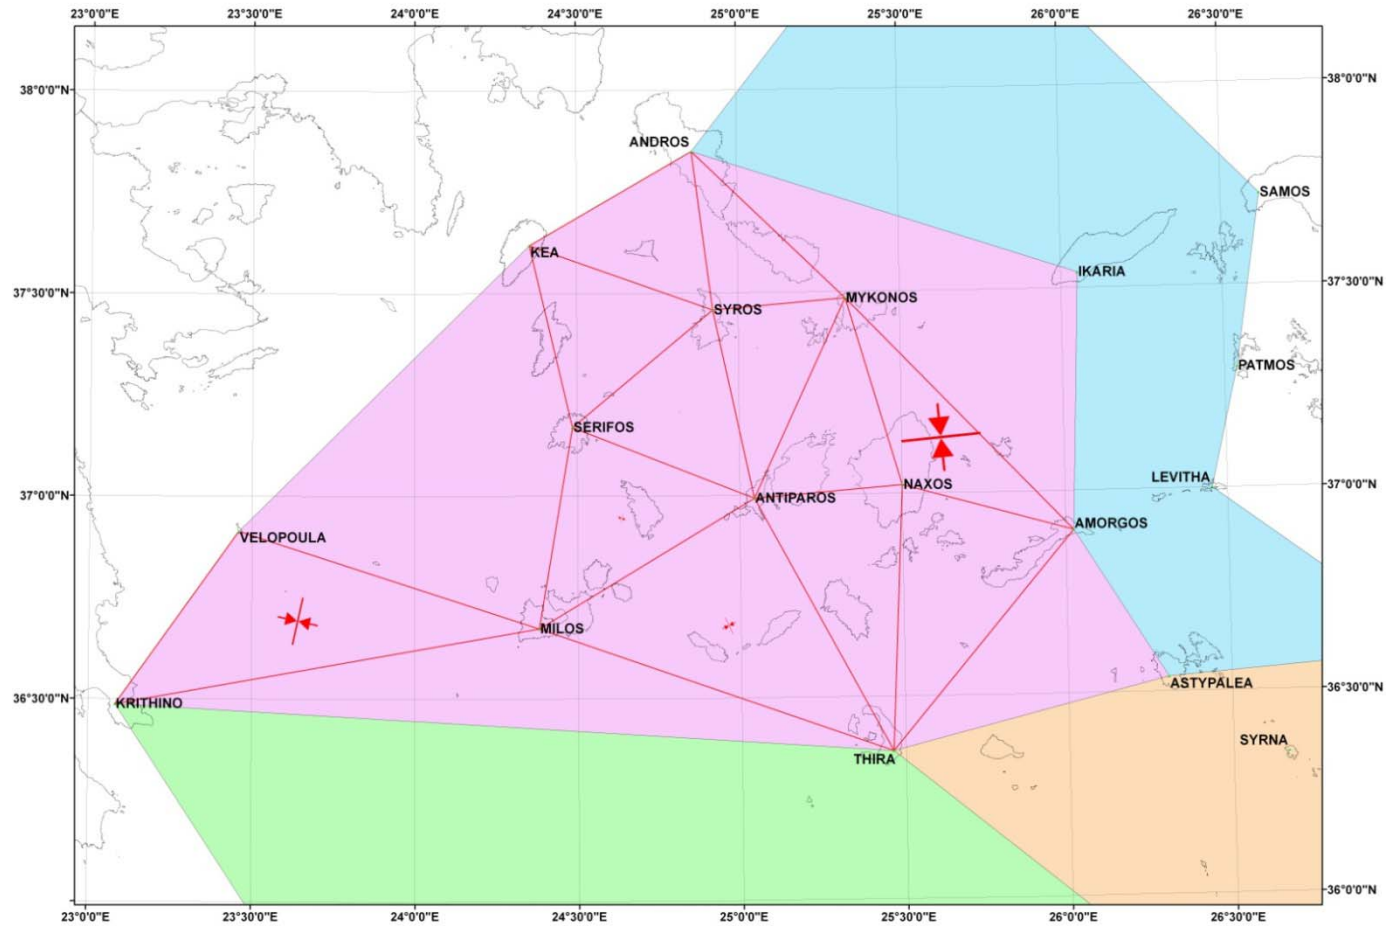 23°0'0"E 23°30'0"E 24°0'0"E 24°30'0"E 25°0'0"E 25°30'0"E 26°0'0"E 26°30'0"E
38°0'0"N 38°0'0"N
ANDROS
SAMOS
KEA
IKARIA
37°30'0"N 37°30'0"N
MYKONOS
SYROS
PATMOS
SERIFOS
LEVITHA
NAXOS
37°0'0"N 37°0'0"N
ANTIPAROS
AMORGOS
VELOPOULA
MILOS
ASTYPALEA
36°30'0"N 36°30'0"N
KRITHINO
SYRNA
THIRA
36°0'0"N
23°0'0"E 23°30'0"E 24°0'0"E 24°30'0"E 25°0'0"E 25°30'0"E 26°0'0"E 26°30'0"E